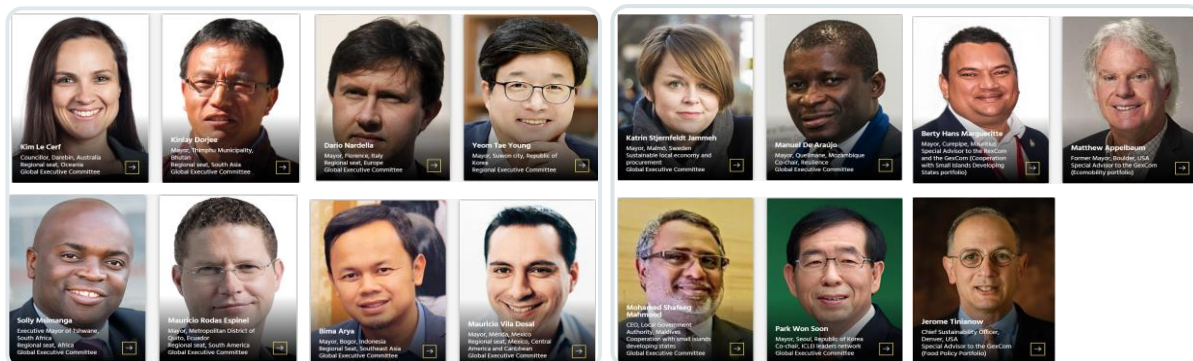 Kim Le Cerf
Councillor, Darebin, Australia
Regional seat, Oceania
Global Executive Committee
Kinlay Dorjee
Mayor, Thimphu Municipality,
Bhutan
Regional seat, South Asia
Global Executive Committee
Dario Nardella
Mayor, Florence, Italy
Regional seat, Europe
Global Executive Committee
Yeom Tae Young
Mayor, Suwon city, Republic of
Korea
Regional Executive Committee
Katrin Stjernfeldt Jammeh
Mayor, Malmö, Sweden
Sustainable local economy and
procurement
Global Executive Committee
Manuel De Araújo
Mayor, Quelimane, Mozambique
Co-chair, Resilience
Global Executive Committee
Berty Hans Margueritte
Mayor, Curepipe, Mauritius
Special Advisor to the RexCom
and the GexCom (Cooperation
with Small Islands Developing
States portfolio)
Matthew Appelbaum
Former Mayor, Boulder, USA
Special Advisor to the GexCom
(Ecomobility portfolio)
Solly Msimanga
Executive Mayor of Tshwane,
South Africa
Regional seat, Africa
Global Executive Committee
Mauricio Rodas Espinel
Mayor, Metropolitan District of
Quito, Ecuador
Regional seat, South America
Global Executive Committee
Bima Arya
Mayor, Bogor, Indonesia
Regional Seat, Southeast Asia
Global Executive Committee
Mauricio Vila Dosal
Mayor, Mérida, Mexico
Regional seat, Mexico, Central
America and Caribbean
Global Executive Committee
Mohamed Shafeeg
Mahmood
CEO, Local Government
Authority, Maldives
Cooperation with small islands
developing states
Global Executive Committee
Park Won Soon
Mayor, Seoul, Republic of Korea
Co-chair, ICLEI leaders network
Global Executive Committee
Jerome Tinianow
Chief Sustainability Officer,
Denver, USA
Special Advisor to the GexCom
(Food Policy Portfolio)